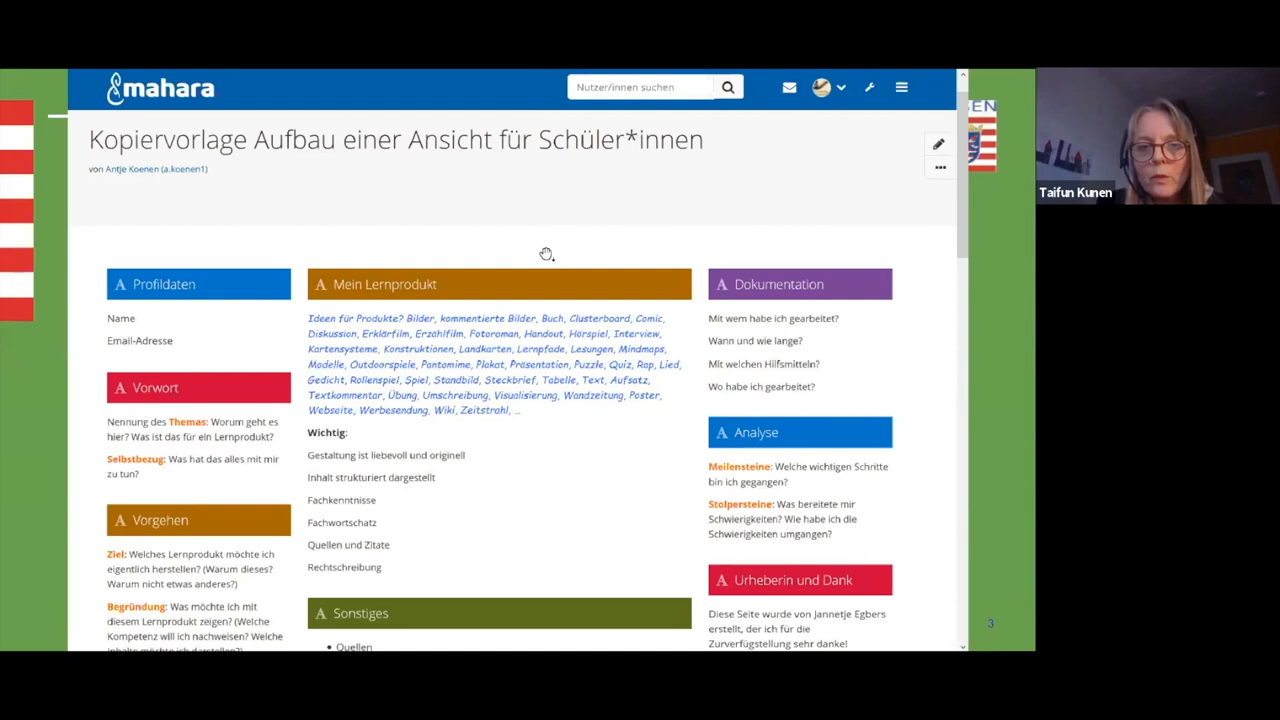 mahara
Nutzer/innen suchen
Kopiervorlage Aufbau einer Ansicht für Schüler*innen
von Antje Koenen (a.koenen1)
SEN
Taifun Kunen
A Profildaten
Name
Email-Adresse
A Vorwort
Nennung des Themas: Worum geht es
hier? Was ist das für ein Lernprodukt?
Selbstbezug: Was hat das alles mit mir
zu tun?
A Vorgehen
Ziel: Welches Lernprodukt möchte ich
eigentlich herstellen? (Warum dieses?
Warum nicht etwas anderes?)
Begründung: Was möchte ich mit
diesem Lernprodukt zeigen? (Welche
Kompetenz will ich nachweisen? Welche
Inhalte möchte ich darstellen?)
A Mein Lernprodukt
Ideen für Produkte? Bilder, kommentierte Bilder, Buch, Clusterboard, Comic,
Diskussion, Erklärfilm, Erzählfilm, Fotoroman, Handout, Hörspiel, Interview,
Kartensysteme, Konstruktionen, Landkarten, Lernpfade, Lesungen, Mindmaps,
Modelle, Outdoorspiele, Pantomime, Plakat, Präsentation, Puzzle, Quiz, Rap, Lied,
Gedicht, Rollenspiel, Spiel, Standbild, Steckbrief, Tabelle, Text, Aufsatz,
Textkommentar, Übung, Umschreibung, Visualisierung, Wandzeitung, Poster,
Webseite, Werbesendung, Wiki, Zeitstrahl, ...
Wichtig:
Gestaltung ist liebevoll und originell
Inhalt strukturiert dargestellt
Fachkenntnisse
Fachwortschatz
Quellen und Zitate
Rechtschreibung
A Sonstiges
• Quellen
A Dokumentation
Mit wem habe ich gearbeitet?
Wann und wie lange?
Mit welchen Hilfsmitteln?
Wo habe ich gearbeitet?
A Analyse
Meilensteine: Welche wichtigen Schritte
bin ich gegangen?
Stolpersteine: Was bereitete mir
Schwierigkeiten? Wie habe ich die
Schwierigkeiten umgangen?
A Urheberin und Dank
Diese Seite wurde von Jannetje Egbers
erstellt, der ich für die
Zurverfügstellung sehr danke!
3